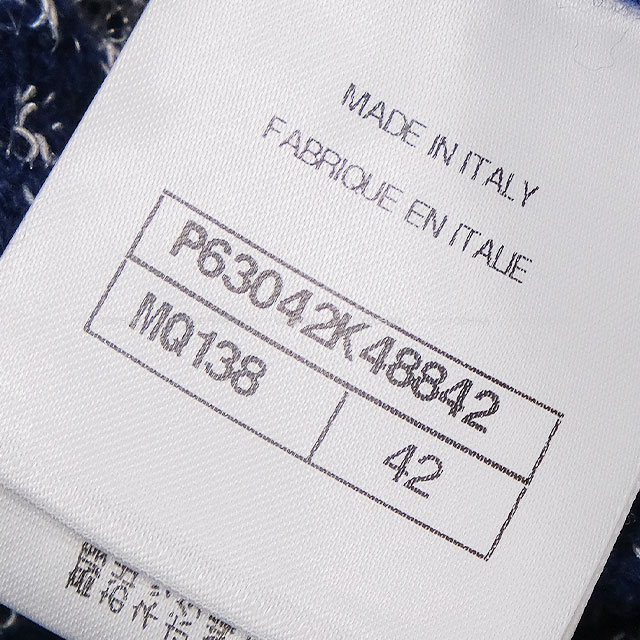 MADE IN ITALY
FABRIQUE EN ITALIE
P63042K48842
MQ138 42